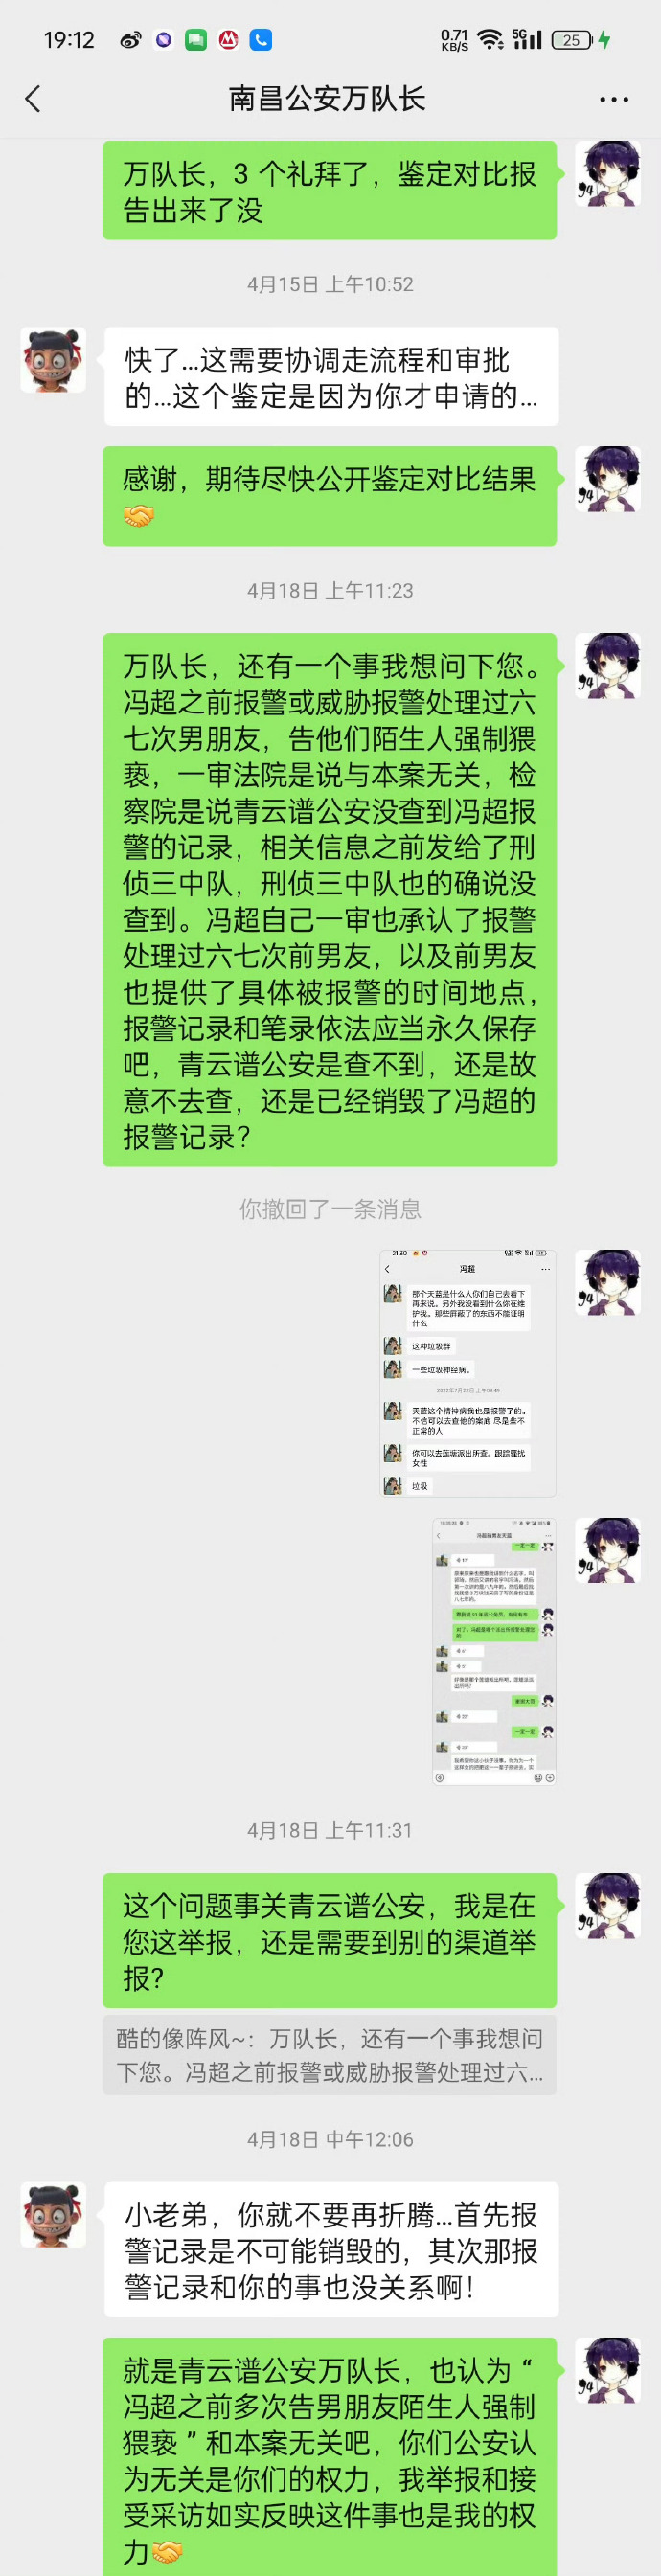 19:12
0.71
KB/S
5G
25
南昌公安万队长
万队长，3 个礼拜了，鉴定对比报
告出来了没
4月15日 上午10:52
快了...这需要协调走流程和审批
的...这个鉴定是因为你才申请的...
感谢，期待尽快公开鉴定对比结果
4月18日 上午11:23
万队长，还有一个事我想问下您。
冯超之前报警或威胁报警处理过六
七次男朋友，告他们陌生人强制猥
亵，一审法院是说与本案无关，检
察院是说青云谱公安没查到冯超报
警的记录，相关信息之前发给了刑
侦三中队，刑侦三中队也的确说没
查到。冯超自己一审也承认了报警
处理过六七次前男友，以及前男友
也提供了具体被报警的时间地点，
报警记录和笔录依法应当永久保存
吧，青云谱公安是查不到，还是故
意不去查，还是已经销毁了冯超的
报警记录？
你撤回了一条消息
21:30
冯超
那个天蓝是什么人你们自己去看下
再来说。另外我没看到什么你在维
护我。那些屏蔽了的东西不能证明
什么
这种垃圾群
一些垃圾神经病。
天蓝这个精神病我也是报警了的。
不信可以去查他的案底 尽是些不
正常的人
你可以去
派出所查。跟踪骚扰
女性
垃圾
一定一定
谢谢大哥
一定一定
4月18日 上午11:31
这个问题事关青云谱公安，我是在
您这举报，还是需要到别的渠道举
报?
酷的像阵风~：万队长，还有一个事我想问
下您。冯超之前报警或威胁报警处理过六...
4月18日 中午12:06
小老弟，你就不要再折腾...首先报
警记录是不可能销毁的，其次那报
警记录和你的事也没关系啊！
就是青云谱公安万队长，也认为“
冯超之前多次告男朋友陌生人强制
猥亵”和本案无关吧，你们公安认
为无关是你们的权力，我举报和接
受采访如实反映这件事也是我的权
力